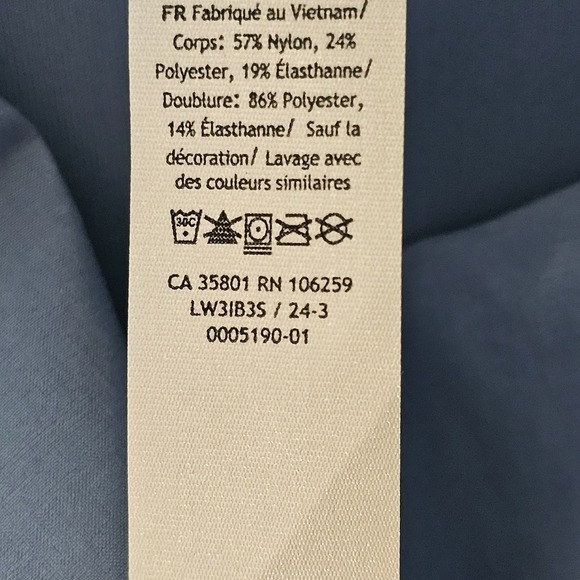 FR Fabriqué au Vietnam/
Corps: 57% Nylon, 24%
Polyester, 19% Élasthanne/
Doublure: 86% Polyester,
14% Élasthanne/ Sauf la
décoration/ Lavage avec
des couleurs similaires
30C
CA 35801 RN 106259
LW3IB3S / 24-3
0005190-01